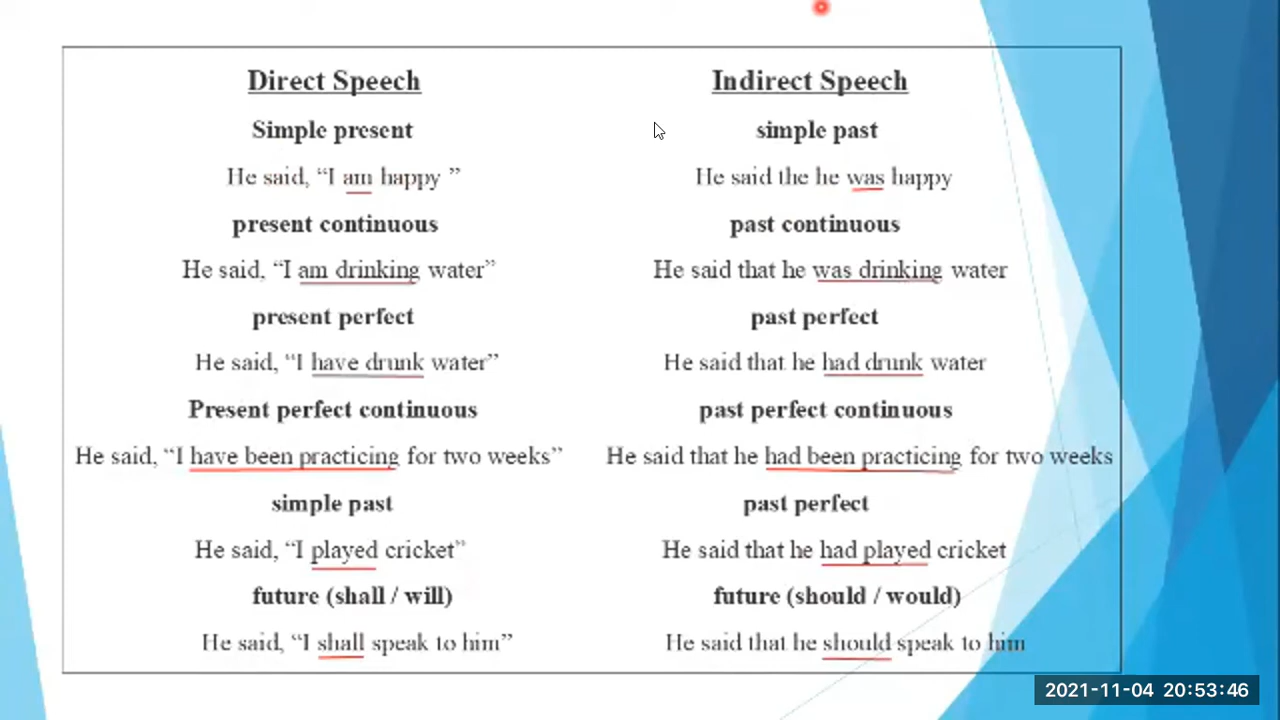 Direct Speech Indirect Speech
Simple present simple past
He said, “I am happy ” He said the he was happy
present continuous past continuous
He said, “I am drinking water” He said that he was drinking water
present perfect past perfect
He said, “I have drunk water” He said that he had drunk water
Present perfect continuous past perfect continuous
He said, “I have been practicing for two weeks” He said that he had been practicing for two weeks
simple past past perfect
He said, “I played cricket” He said that he had played cricket
future (shall / will) future (should / would)
He said, “I shall speak to him” He said that he should speak to him
2021-11-04 20:53:46